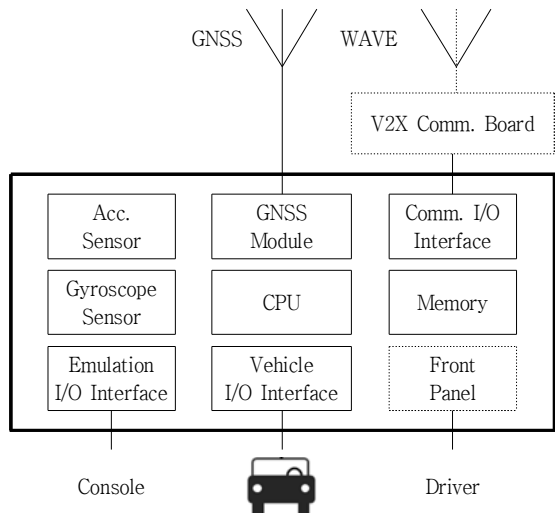 GNSS
WAVE
V2X Comm. Board
Acc.
Sensor
GNSS
Module
Comm. I/O
Interface
Gyroscope
Sensor
CPU
Memory
Emulation
I/O Interface
Vehicle
I/O Interface
Front
Panel
Console
Driver